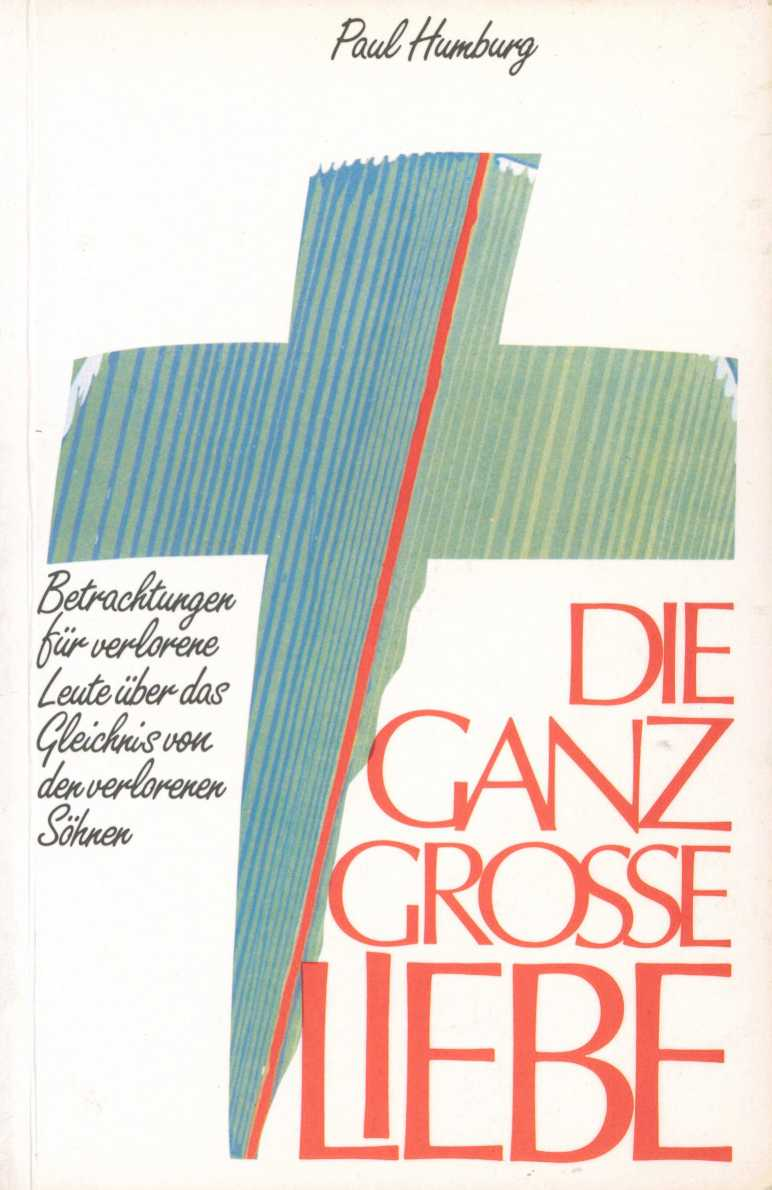 Paul Humburg
Betrachtungen
für verlorene
Leute über das
Gleichnis von
den verlorenen
Söhnen
DIE
GANZ
GROSSE
LIEBE